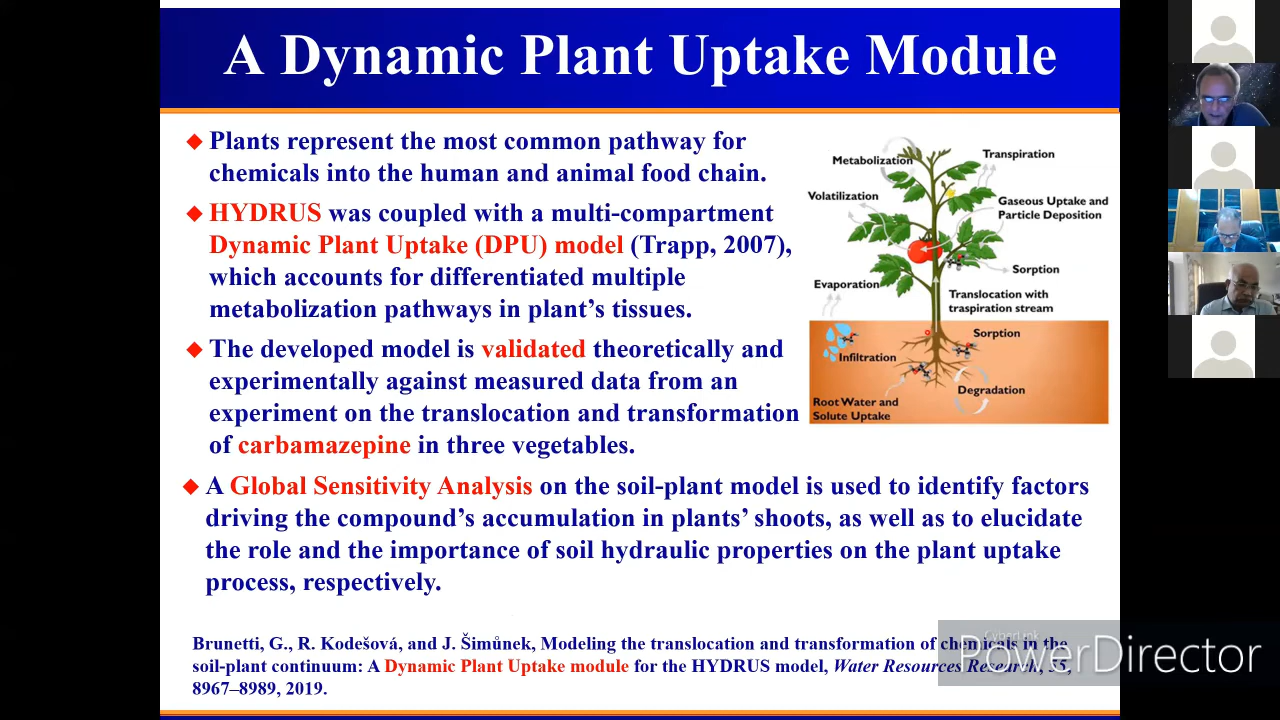 A Dynamic Plant Uptake Module
Plants represent the most common pathway for
chemicals into the human and animal food chain.
HYDRUS was coupled with a multi-compartment
Dynamic Plant Uptake (DPU) model (Trapp, 2007),
which accounts for differentiated multiple
metabolization pathways in plant’s tissues.
The developed model is validated theoretically and
experimentally against measured data from an
experiment on the translocation and transformation
of carbamazepine in three vegetables.
A Global Sensitivity Analysis on the soil-plant model is used to identify factors
driving the compound’s accumulation in plants’ shoots, as well as to elucidate
the role and the importance of soil hydraulic properties on the plant uptake
process, respectively.
Metabolization
Transpiration
Volatilization
Gaseous Uptake and
Particle Deposition
Sorption
Evaporation
Translocation with
traspiration stream
Sorption
Infiltration
Degradation
Root Water and
Solute Uptake
Brunetti, G., R. Kodešová, and J. Šimůnek, Modeling the translocation and transformation of chemicals in the
soil-plant continuum: A Dynamic Plant Uptake module for the HYDRUS model, Water Resources Research, 55,
8967–8989, 2019.
CyberLink
PowerDirector